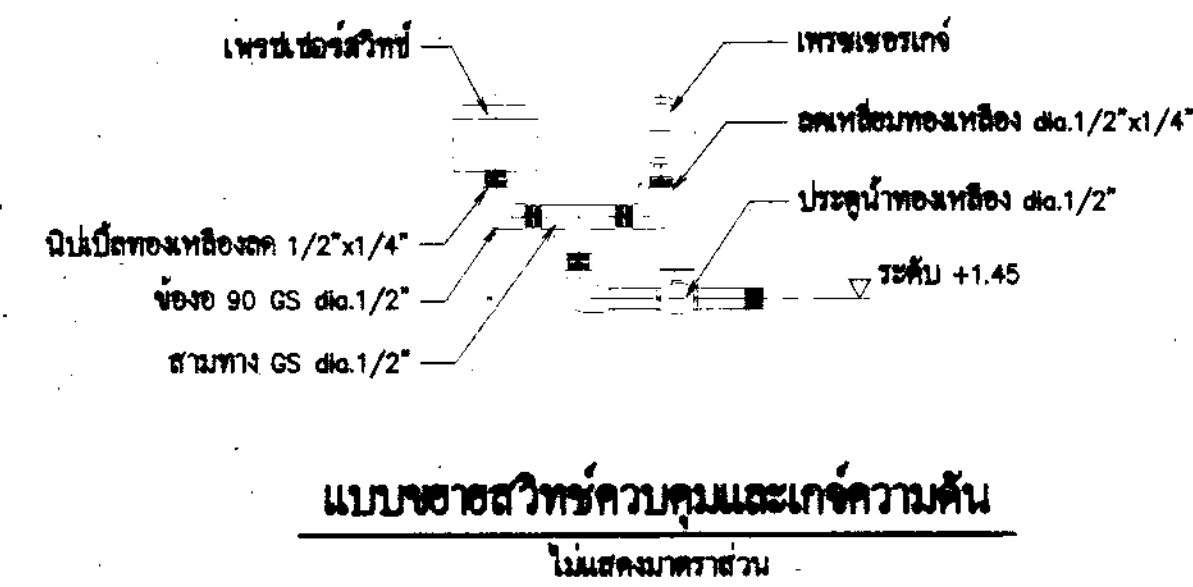 เพรชเชอร์สวิทช์
เพรชเชอรเกจ์
ลดเหลี่ยมทองเหลือง dia.1/2"x1/4"
ประตูน้ำทองเหลือง dia.1/2"
นิปเปิ้ลทองเหลืองลด 1/2"x1/4"
ระดับ +1.45
ข้องอ 90 GS dia.1/2"
สามทาง GS dia.1/2"
แบบขยายสวิทช์ควบคุมและเกจ์ความดัน
ไม่แสดงมาตราส่วน